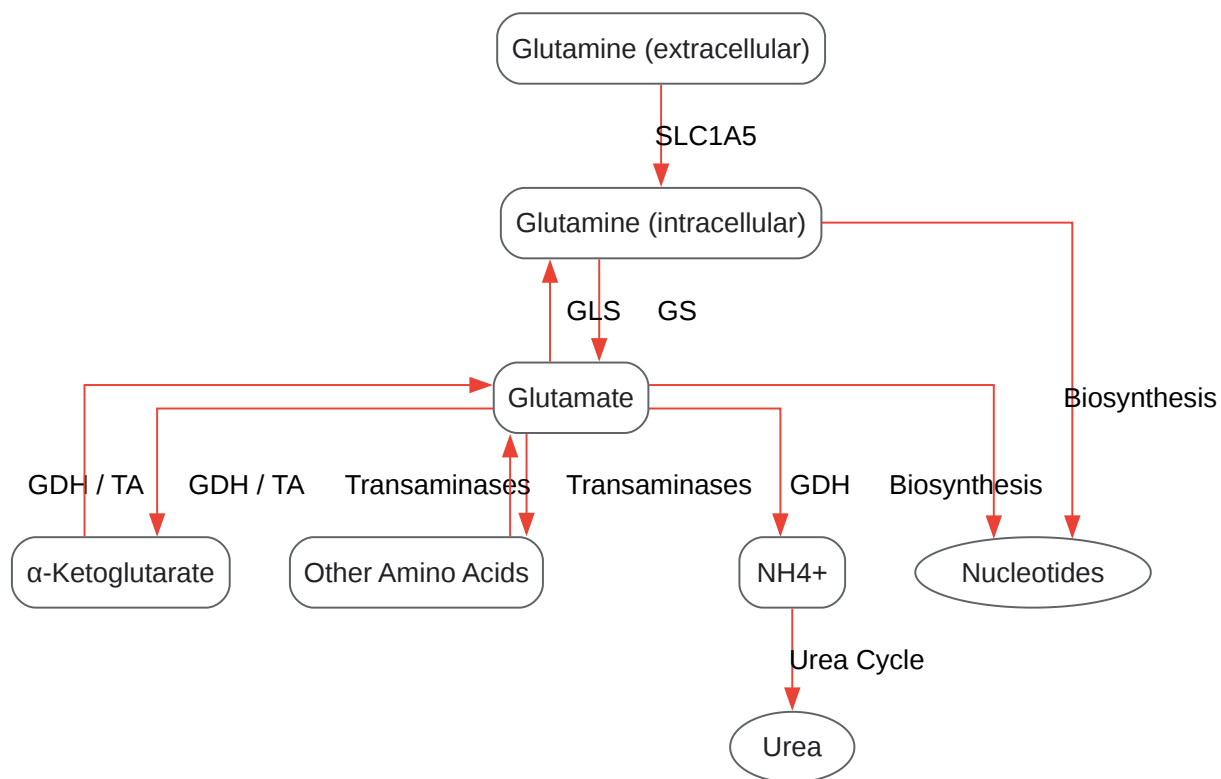 Glutamine (extracellular)
SLC1A5
Glutamine (intracellular)
GLS
GS
Glutamate
Biosynthesis
GDH / TA
GDH / TA
Transaminases
Transaminases
GDH
Biosynthesis
α-Ketoglutarate
Other Amino Acids
NH4+
Nucleotides
Urea Cycle
Urea